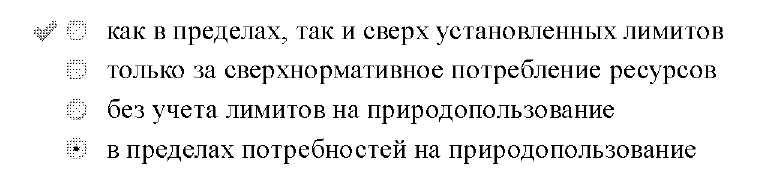 как в пределах, так и сверх установленных лимитов
только за сверхнормативное потребление ресурсов
без учета лимитов на природопользование
в пределах потребностей на природопользование